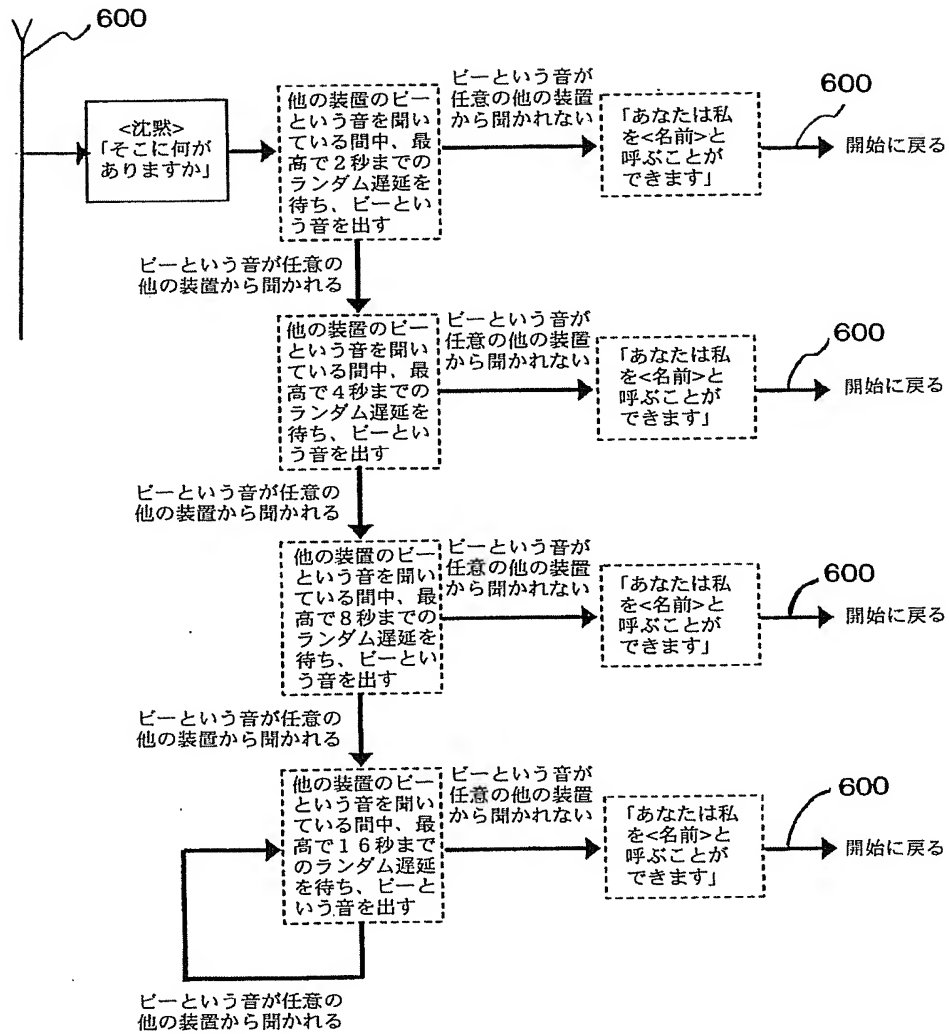 600
<沈黙>
「そこに何が
ありますか」
他の装置のビー
という音を聞い
ている間中、最
高で2秒までの
ランダム遅延を
待ち、ビーとい
う音を出す
ビーという音が
任意の他の装置
から聞かれない
「あなたは私
を<名前>と
呼ぶことが
できます」
600
開始に戻る
ビーという音が任意の
他の装置から聞かれる
他の装置のビー
という音を聞い
ている間中、最
高で4秒までの
ランダム遅延を
待ち、ビーとい
う音を出す
ビーという音が
任意の他の装置
から聞かれない
「あなたは私
を<名前>と
呼ぶことが
できます」
600
開始に戻る
ビーという音が任意の
他の装置から聞かれる
他の装置のビー
という音を聞い
ている間中、最
高で8秒までの
ランダム遅延を
待ち、ビーとい
う音を出す
ビーという音が
任意の他の装置
から聞かれない
「あなたは私
を<名前>と
呼ぶことが
できます」
600
開始に戻る
ビーという音が任意の
他の装置から聞かれる
他の装置のビー
という音を聞い
ている間中、最
高で16秒まで
のランダム遅延
を待ち、ビーと
いう音を出す
ビーという音が
任意の他の装置
から聞かれない
「あなたは私
を<名前>と
呼ぶことが
できます」
600
開始に戻る
ビーという音が任意の
他の装置から聞かれる